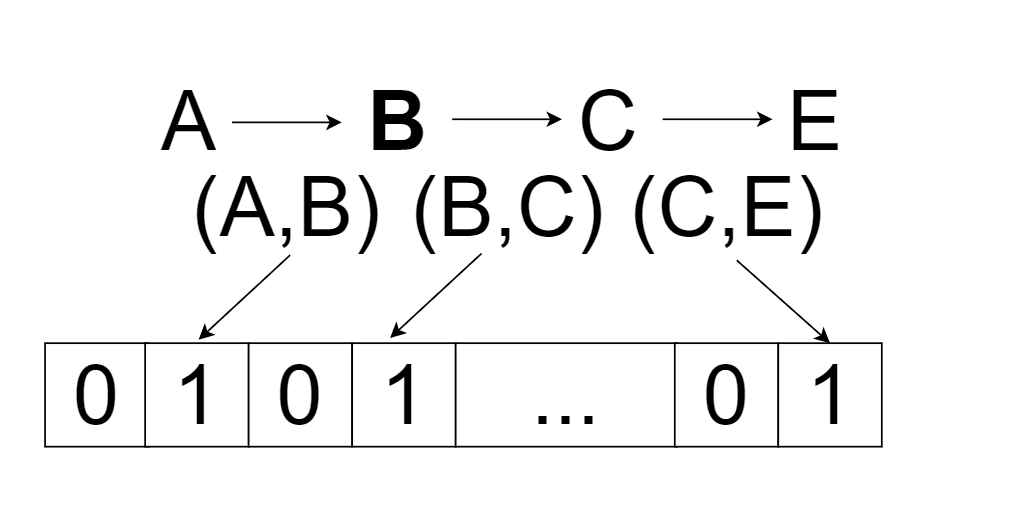 A B C E
(A,B) (B,C) (C,E)
0 1 0 1 ... 0 1